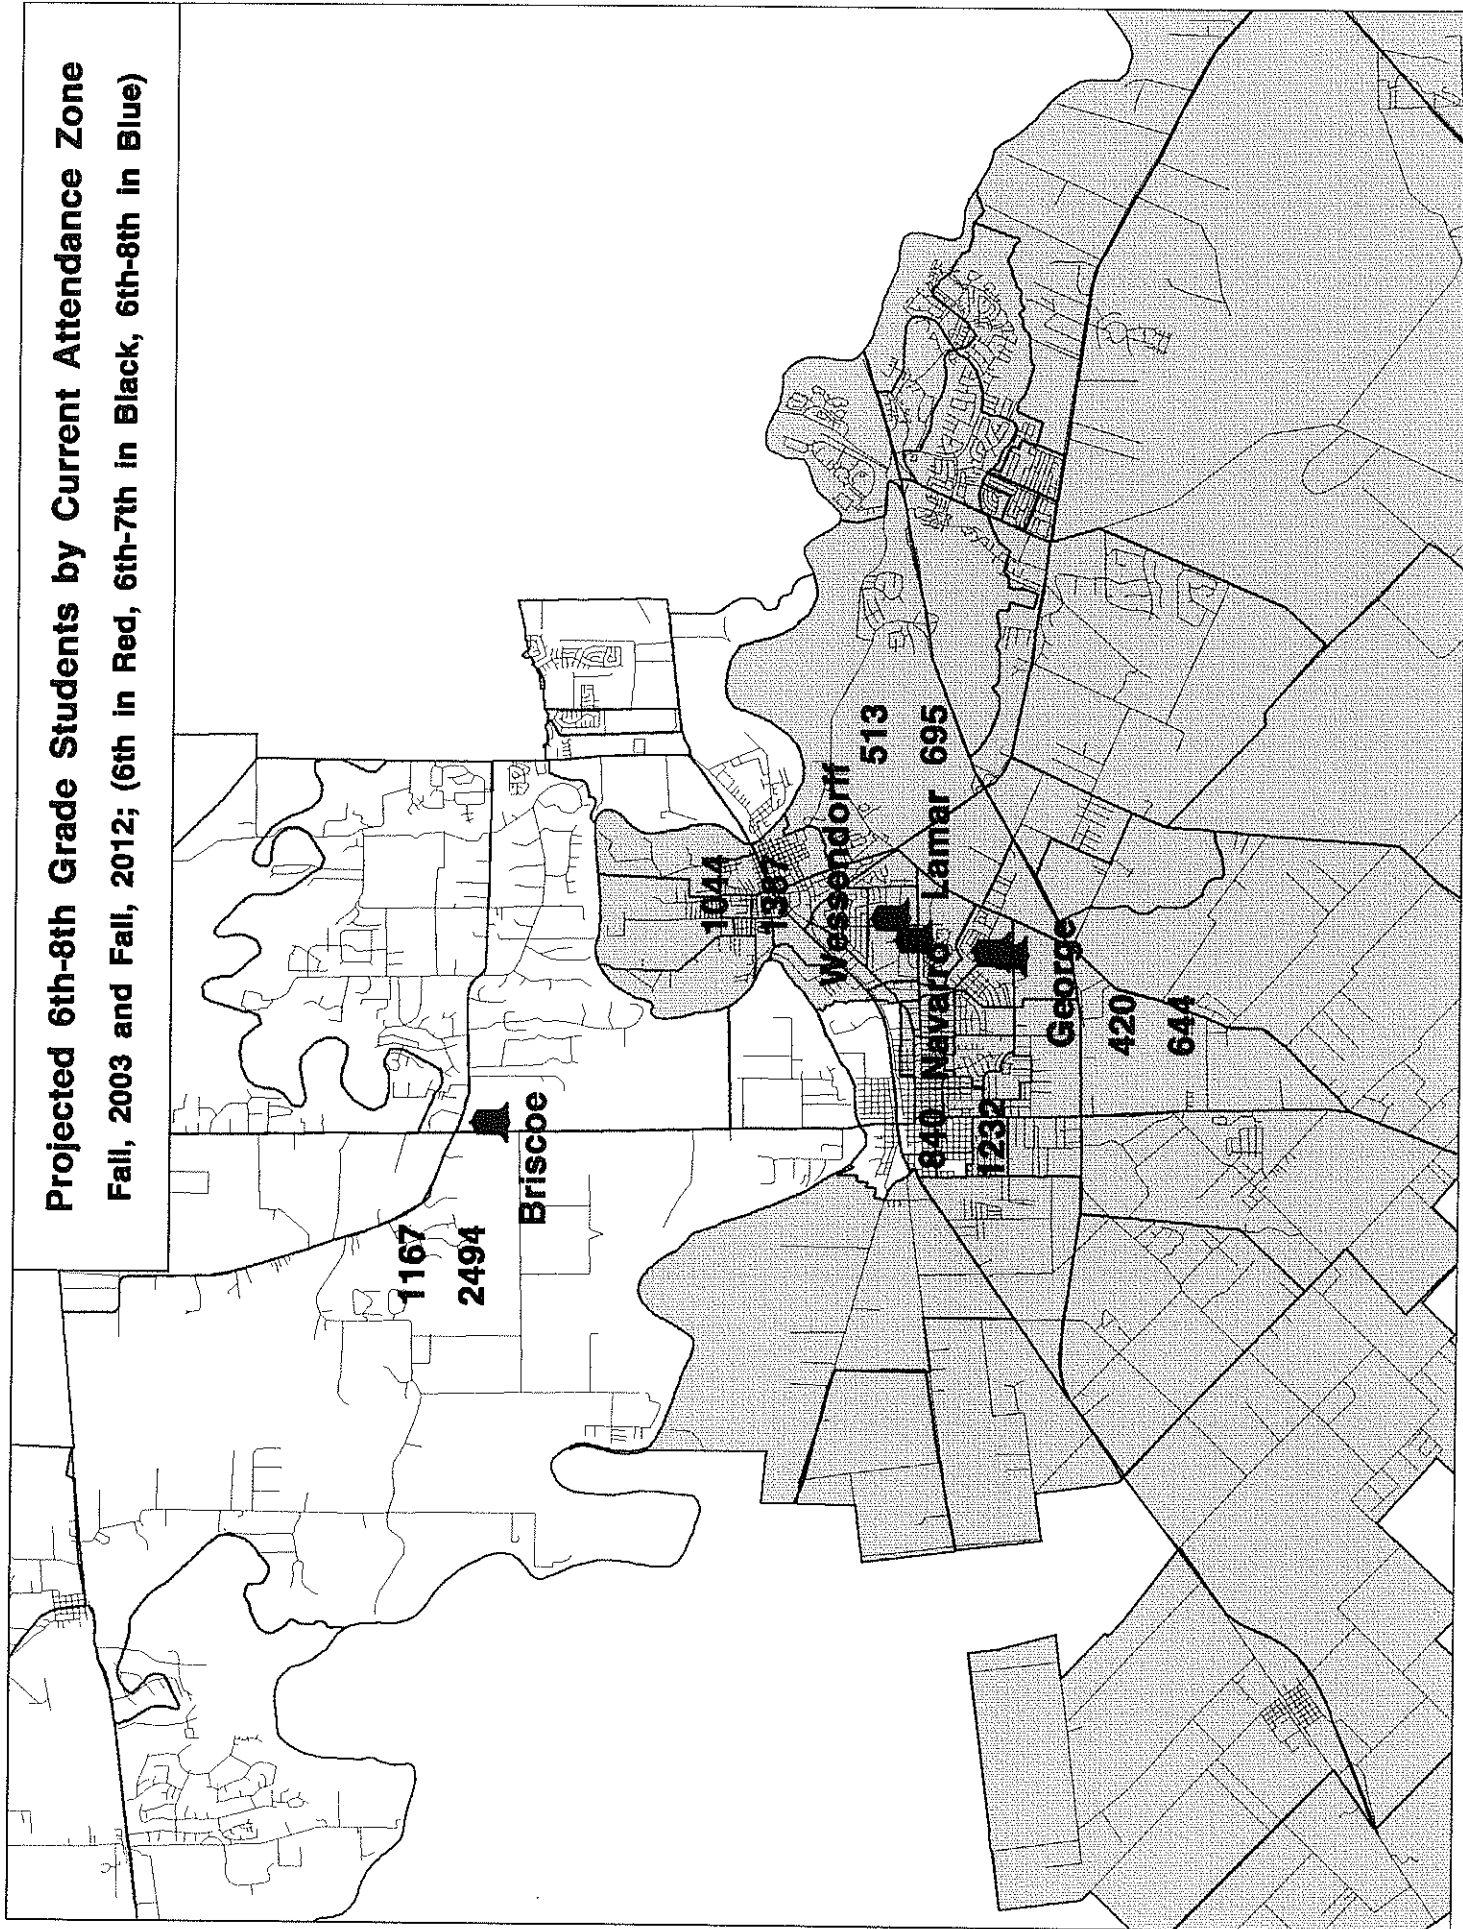 Projected 6th-8th Grade Students by Current Attendance Zone
Fall, 2003 and Fall, 2012; (6th in Red, 6th-7th in Black, 6th-8th in Blue)
1167
2494
Briscoe
1044
1387
Wessendorff
513
Lamar 695
Navarro
840
1232
George
420
644